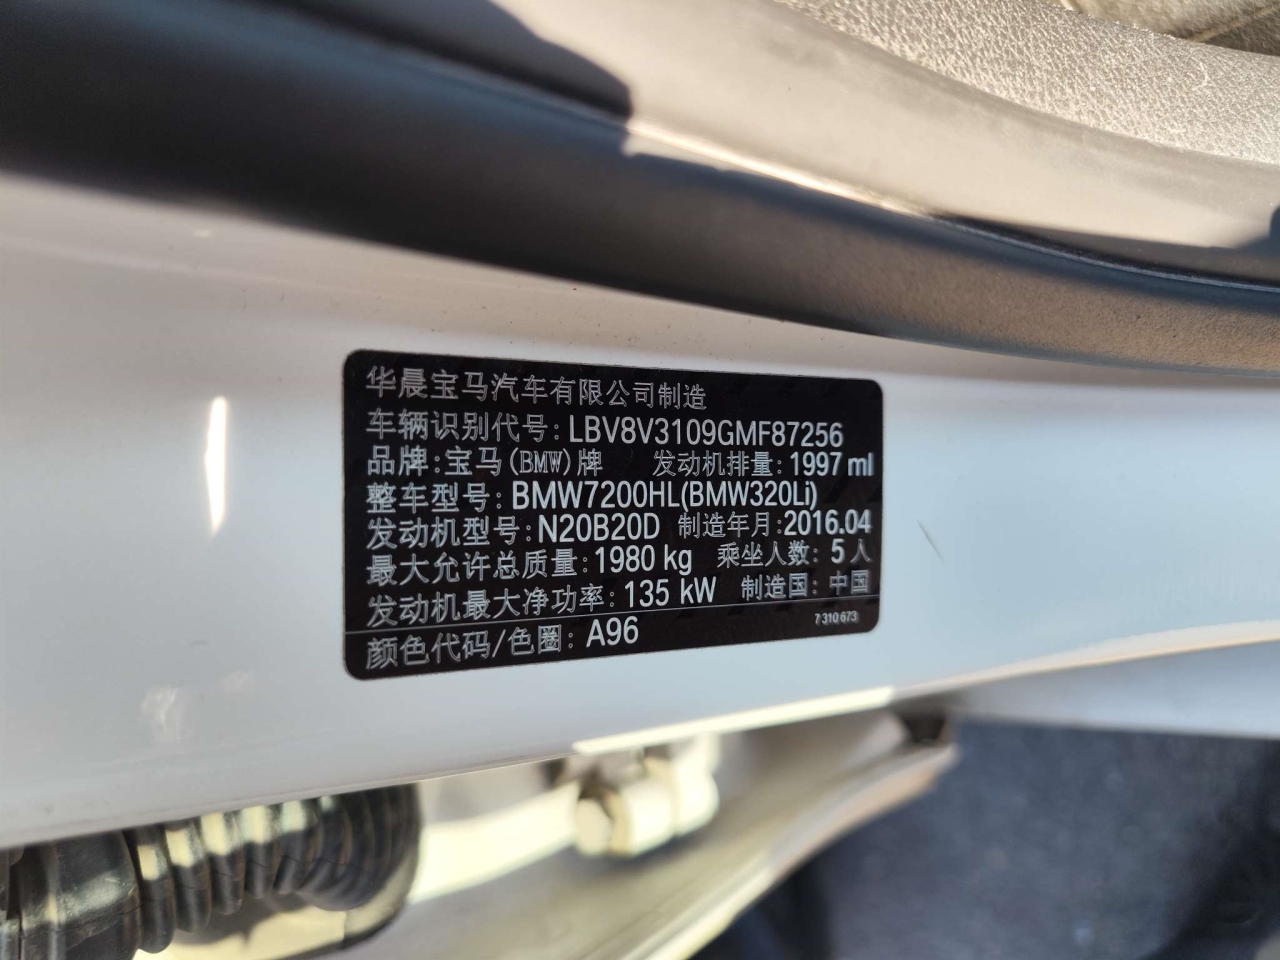 华晨宝马汽车有限公司制造
车辆识别代号: LBV8V3109GMF87256
品牌:宝马(BMW)牌 发动机排量: 1997 ml
整车型号: BMW7200HL(BMW320Li)
发动机型号: N20B20D 制造年月: 2016.04
最大允许总质量: 1980 kg 乘坐人数: 5人
发动机最大净功率: 135 kW 制造国: 中国
颜色代码/色圈: A96 7 310 673